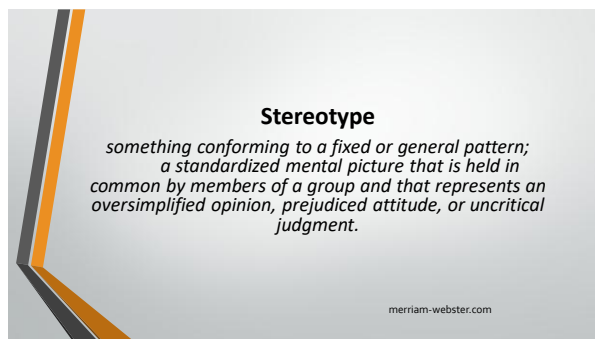 Stereotype
something conforming to a fixed or general pattern;
a standardized mental picture that is held in
common by members of a group and that represents an
oversimplified opinion, prejudiced attitude, or uncritical
judgment.
merriam-webster.com